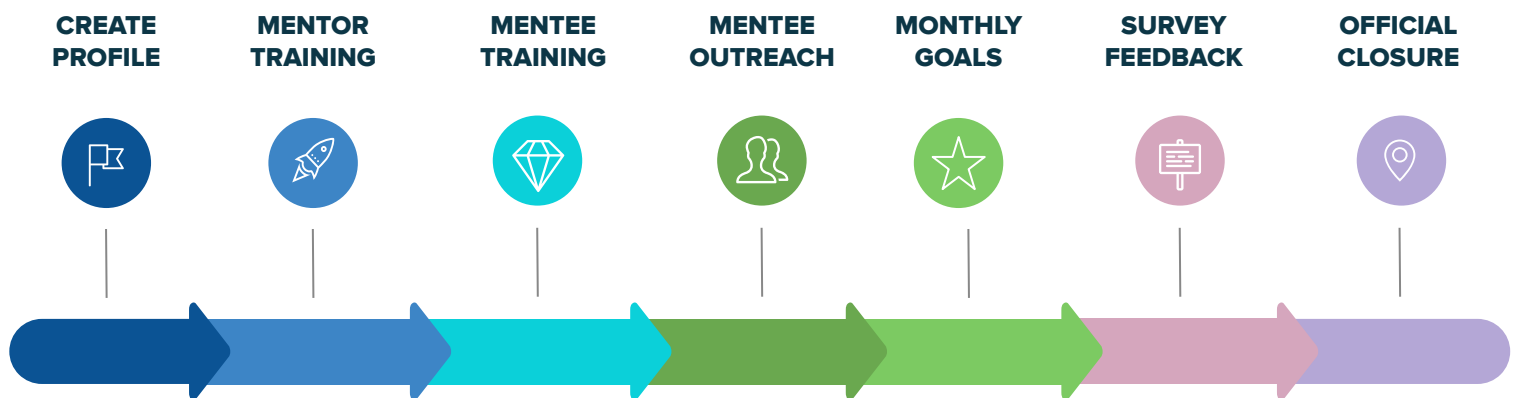 CREATE
PROFILE
MENTOR
TRAINING
MENTEE
TRAINING
MENTEE
OUTREACH
MONTHLY
GOALS
SURVEY
FEEDBACK
OFFICIAL
CLOSURE